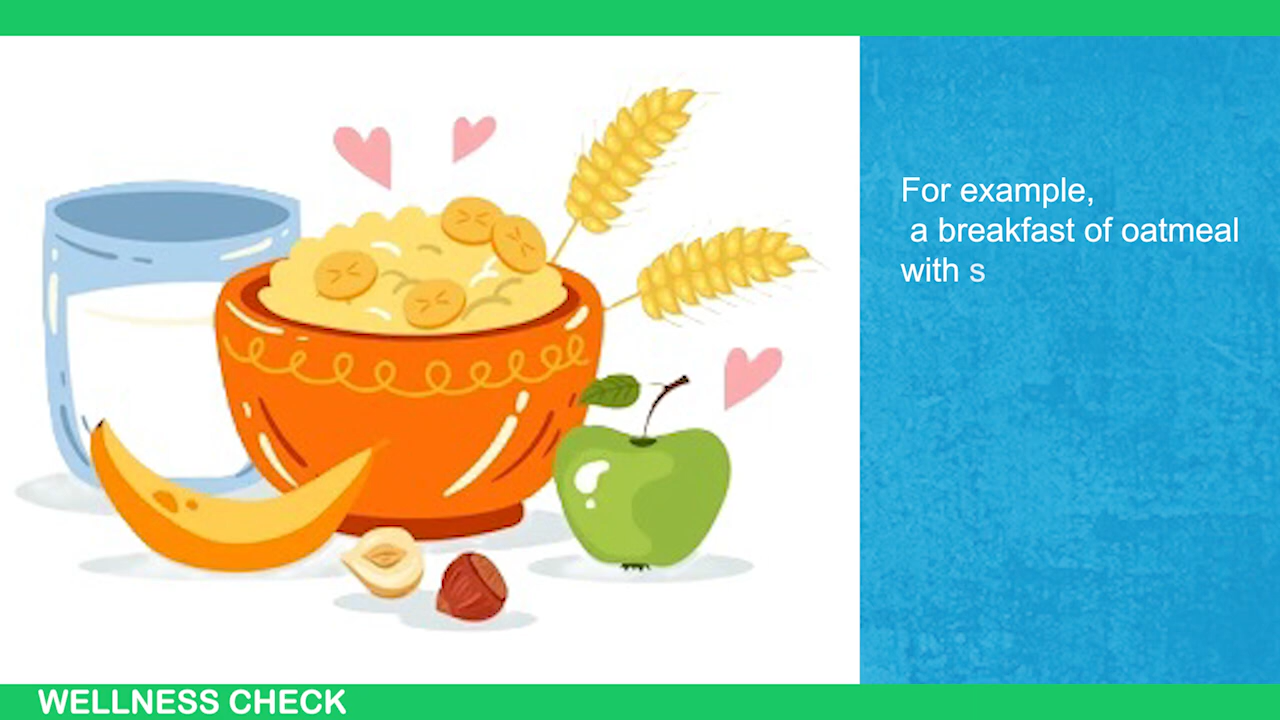 For example,
a breakfast of oatmeal
with s
WELLNESS CHECK